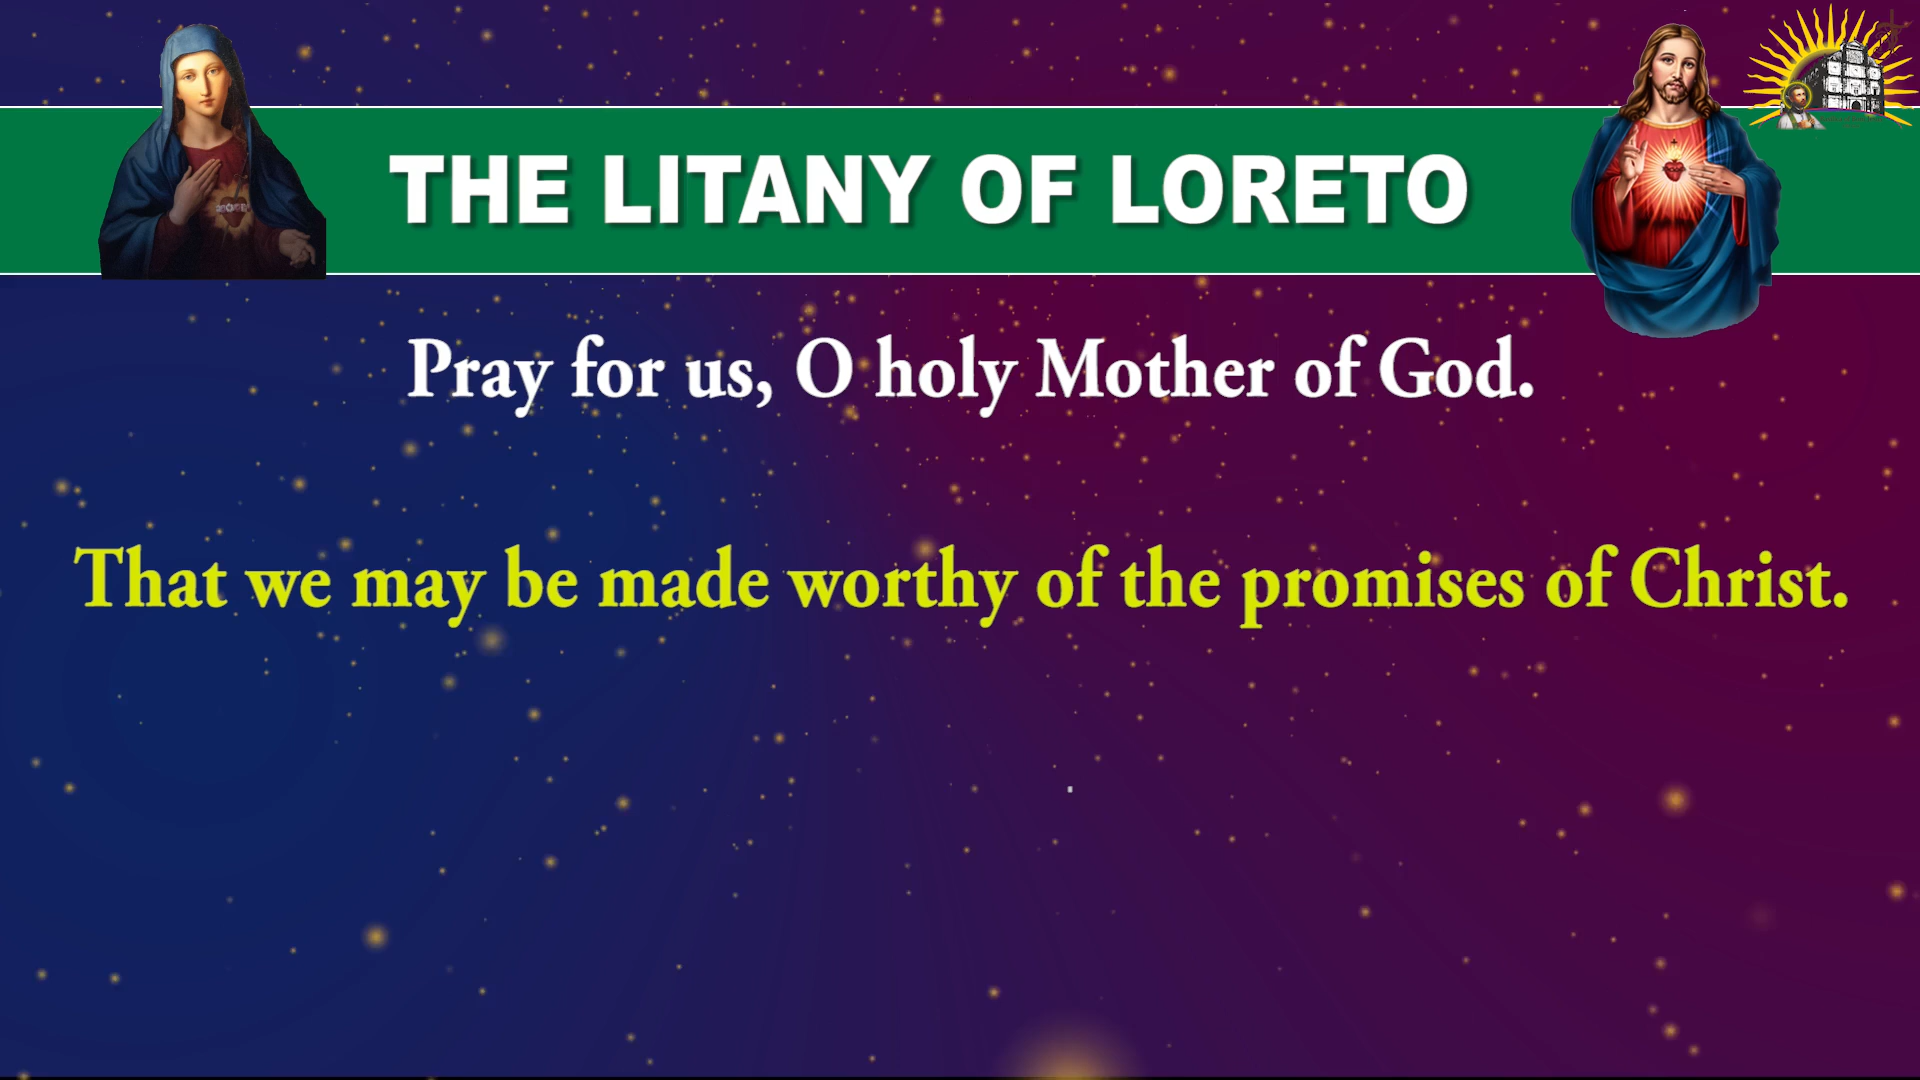 THE LITANY OF LORETO
Pray for us, O holy Mother of God.
That we may be made worthy of the promises of Christ.